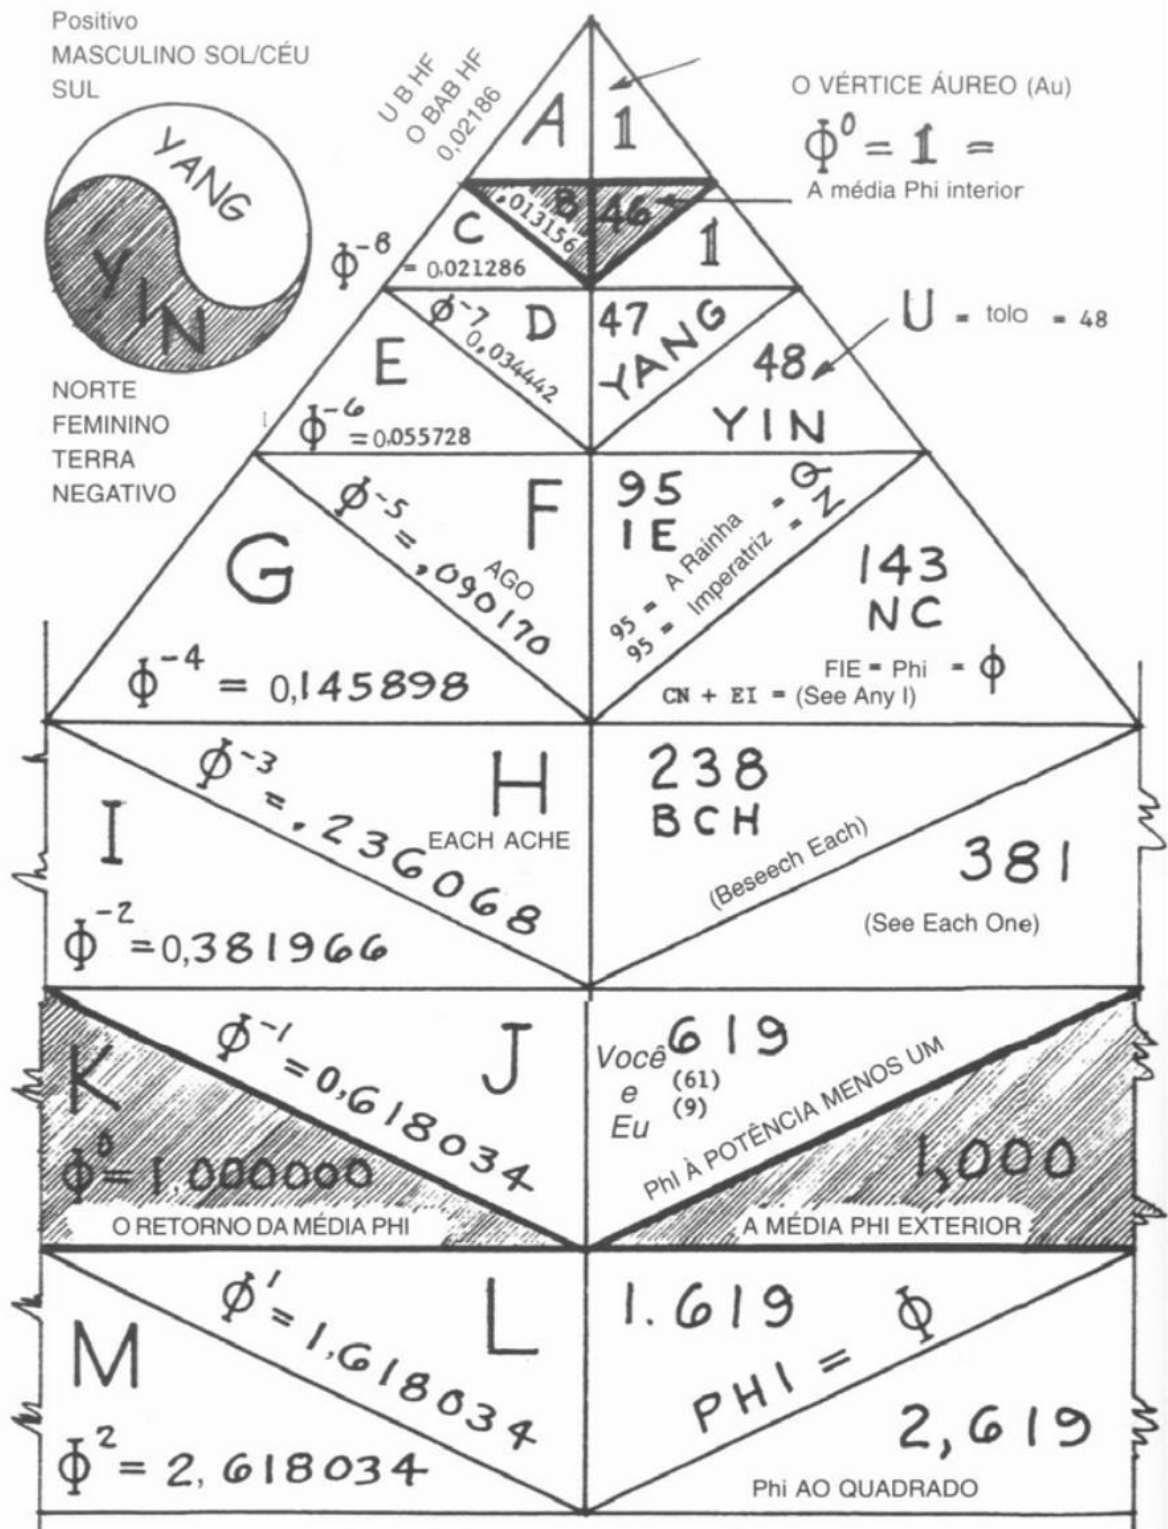 Positivo
MASCULINO SOL/CÉU
SUL
YANG
YIN
NORTE
FEMININO
TERRA
NEGATIVO
U B HF
O BAB HF
0,02186
O VÉRTICE ÁUREO (Au)
Φ⁰ = 1 =
A média Phi interior
A 1
B 46
.013156
C 1
Φ⁻⁸ = 0,021286
D 47
YANG
Φ⁻⁷
0,034442
E 48
YIN
U = tolo = 48
Φ⁻⁶ = 0,055728
F 95
IE
Φ⁻⁵
= ,090170
AGO
95 = A Rainha = σ
95 = Imperatriz = Z
G 143
NC
Φ⁻⁴ = 0,145898
FIE = Phi = Φ
CN + EI = (See Any I)
H 238
BCH
Φ⁻³
= .236068
EACH ACHE
(Beseech Each)
I 381
(See Each One)
Φ⁻² = 0,381966
J 619
Φ⁻¹
= 0,618034
Você (61)
e (9)
Eu
PhI À POTÊNCIA MENOS UM
K
Φ⁰ = 1,000000
1,000
O RETORNO DA MÉDIA PHI
A MÉDIA PHI EXTERIOR
L 1.619
Φ¹
= 1,618034
PHI = Φ
M 2,619
Φ² = 2,618034
Phi AO QUADRADO